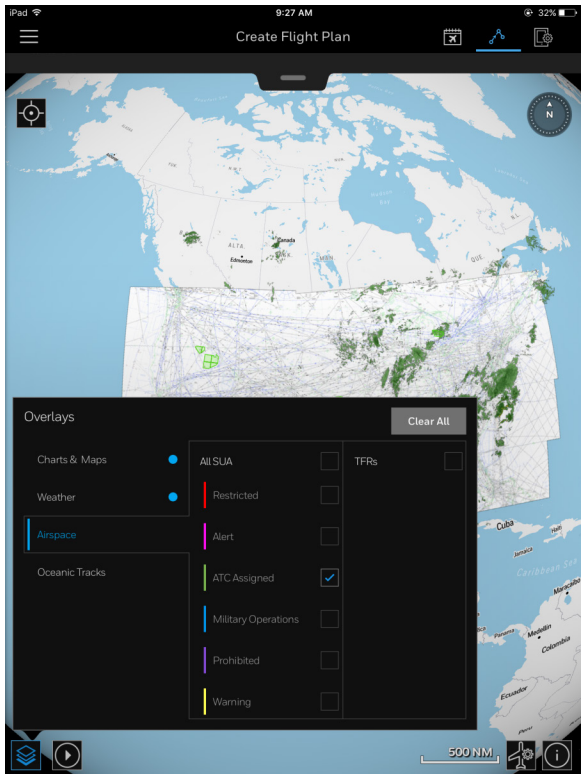 iPad
9:27 AM
32%
Create Flight Plan
N
ALTA.
Canada
Edmonton
MAN.
QUE.
Overlays
Clear All
Charts & Maps
All SUA
TFRs
Weather
Restricted
Airspace
Alert
Oceanic Tracks
ATC Assigned
Military Operations
Prohibited
Warning
Cuba
Haiti
Jamaica
Caribbean Sea
Maracaibo
Panama
Medellin
Colombia
Ecuador
Peru
500 NM